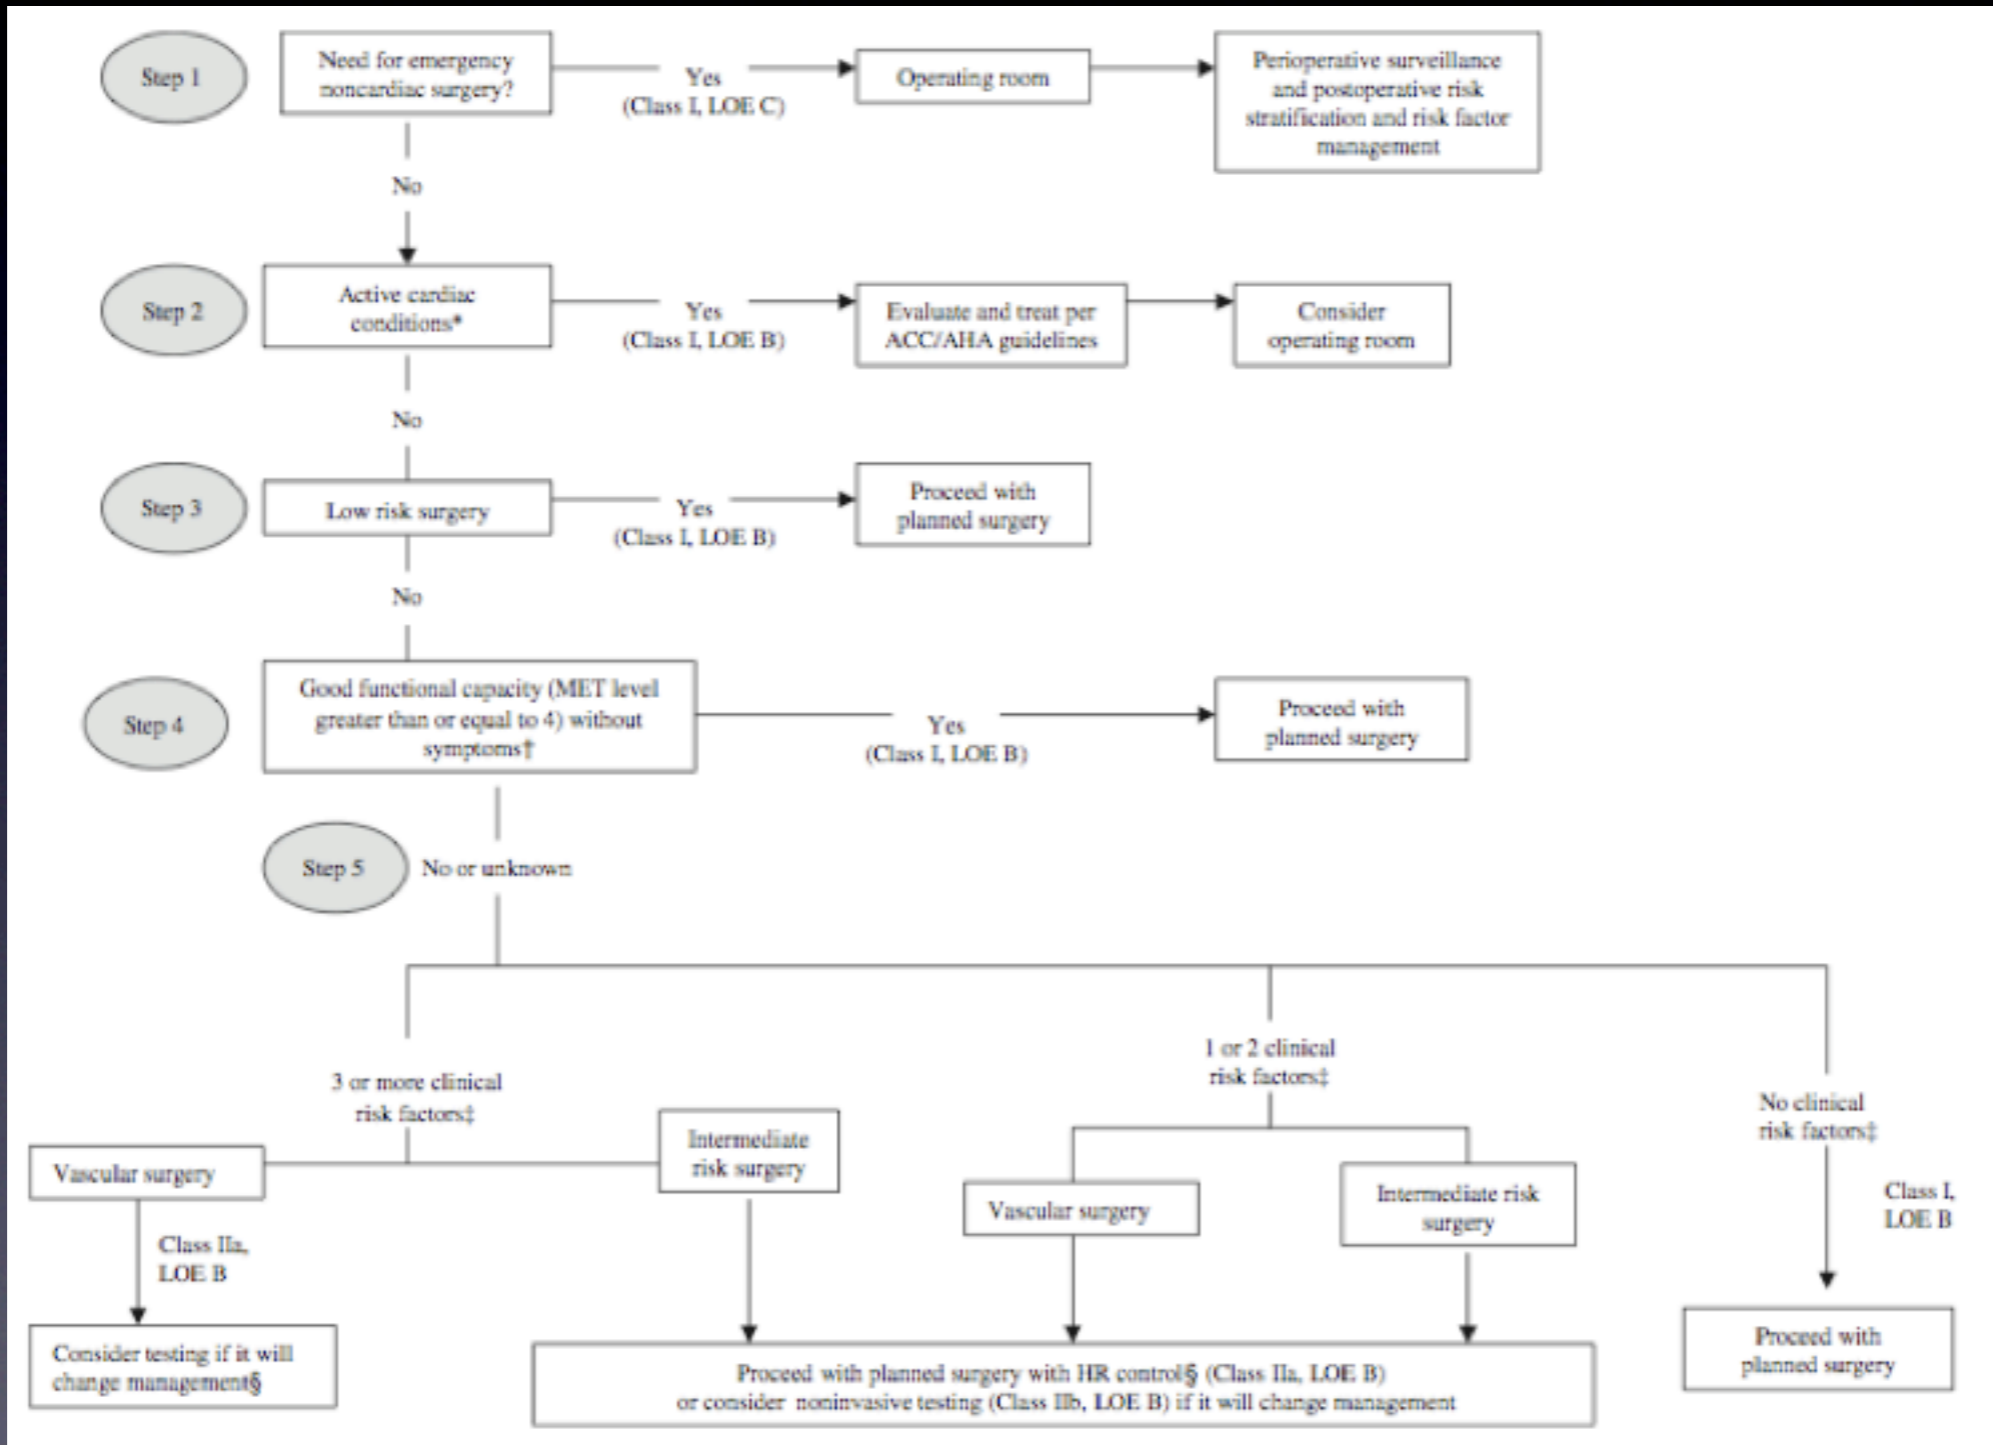 Step 1
Need for emergency
noncardiac surgery?
Yes
(Class I, LOE C)
Operating room
Perioperative surveillance
and postoperative risk
stratification and risk factor
management
No
Step 2
Active cardiac
conditions*
Yes
(Class I, LOE B)
Evaluate and treat per
ACC/AHA guidelines
Consider
operating room
No
Step 3
Low risk surgery
Yes
(Class I, LOE B)
Proceed with
planned surgery
No
Step 4
Good functional capacity (MET level
greater than or equal to 4) without
symptoms†
Yes
(Class I, LOE B)
Proceed with
planned surgery
Step 5
No or unknown
3 or more clinical
risk factors‡
Vascular surgery
Class IIa,
LOE B
Consider testing if it will
change management§
Intermediate
risk surgery
1 or 2 clinical
risk factors‡
Vascular surgery
Intermediate risk
surgery
Proceed with planned surgery with HR control§ (Class IIa, LOE B)
or consider noninvasive testing (Class IIb, LOE B) if it will change management
No clinical
risk factors‡
Class I,
LOE B
Proceed with
planned surgery